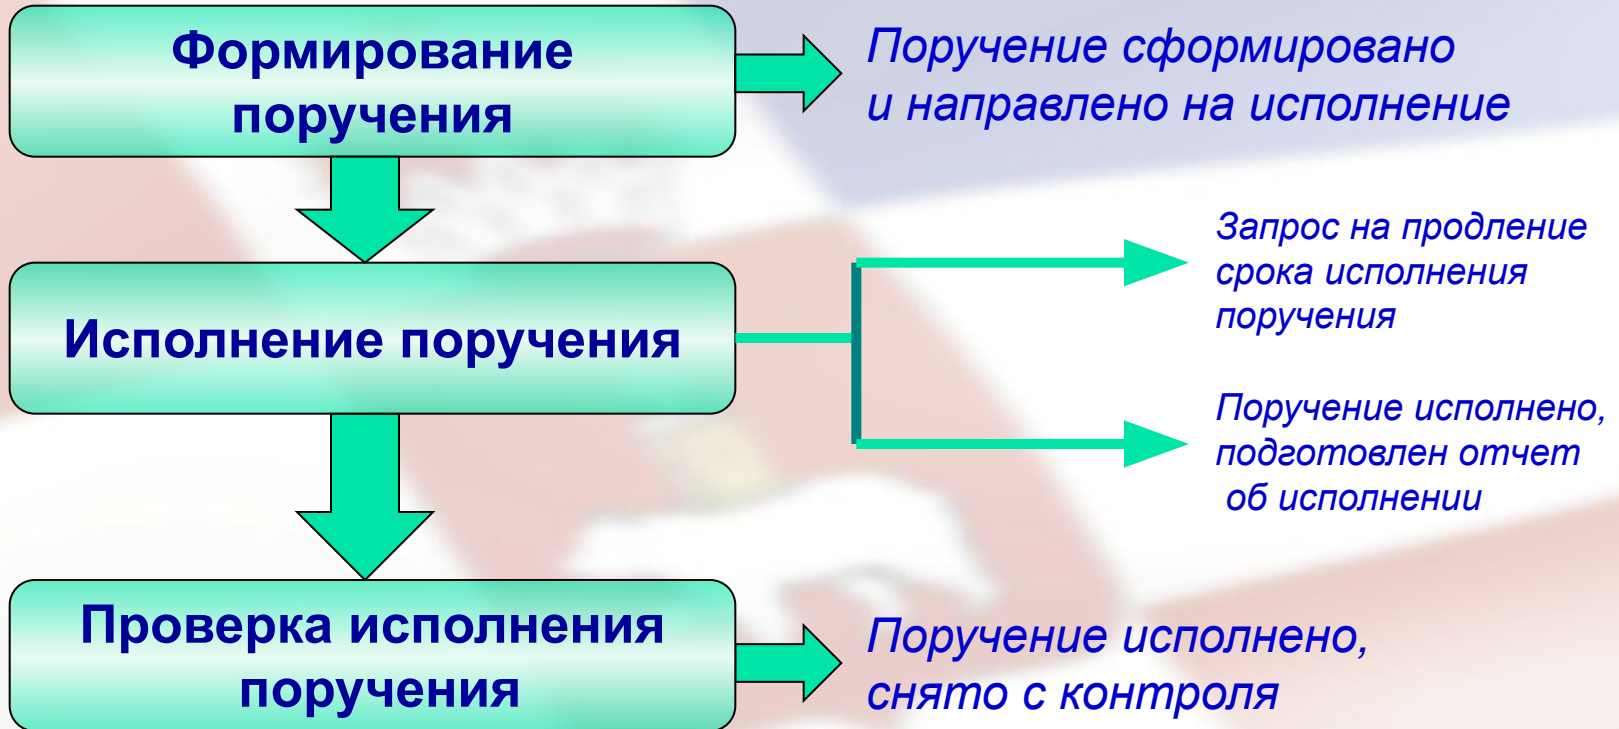 Формирование
поручения
Поручение сформировано
и направлено на исполнение
Исполнение поручения
Запрос на продление
срока исполнения
поручения
Поручение исполнено,
подготовлен отчет
об исполнении
Проверка исполнения
поручения
Поручение исполнено,
снято с контроля